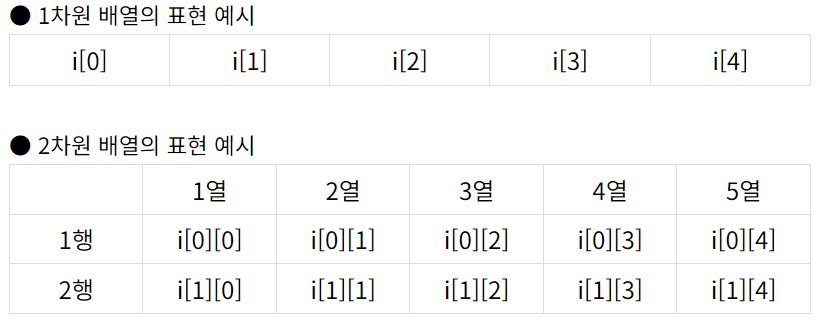 ● 1차원 배열의 표현 예시
i[0] i[1] i[2] i[3] i[4]
● 2차원 배열의 표현 예시
1열 2열 3열 4열 5열
1행 i[0][0] i[0][1] i[0][2] i[0][3] i[0][4]
2행 i[1][0] i[1][1] i[1][2] i[1][3] i[1][4]